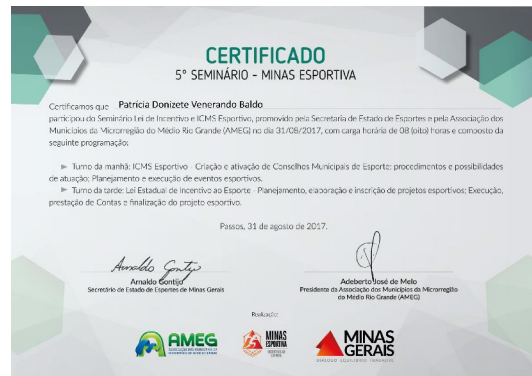 CERTIFICADO
5º SEMINÁRIO - MINAS ESPORTIVA
Certificamos que Patrícia Donizete Venerando Baldo
participou do Seminário Lei de Incentivo e ICMS Esportivo, promovido pela Secretaria de Estado de Esportes e pela Associação dos
Municípios da Microrregião do Médio Rio Grande (AMEG) no dia 31/08/2017, com carga horária de 08 (oito) horas e composto da
seguinte programação:
► Turno da manhã: ICMS Esportivo - Criação e ativação de Conselhos Municipais de Esporte: procedimentos e possibilidades
de atuação; Planejamento e execução de eventos esportivos.
► Turno da tarde: Lei Estadual de Incentivo ao Esporte - Planejamento, elaboração e inscrição de projetos esportivos; Execução,
prestação de Contas e finalização do projeto esportivo.
Passos, 31 de agosto de 2017.
Arnaldo Gontijo
Arnaldo Gontijo
Secretário de Estado de Esportes de Minas Gerais
Adeberto José de Melo
Presidente da Associação dos Municípios da Microrregião
do Médio Rio Grande (AMEG)
Realização:
AMEG
MINAS
ESPORTIVA
MINAS
GERAIS